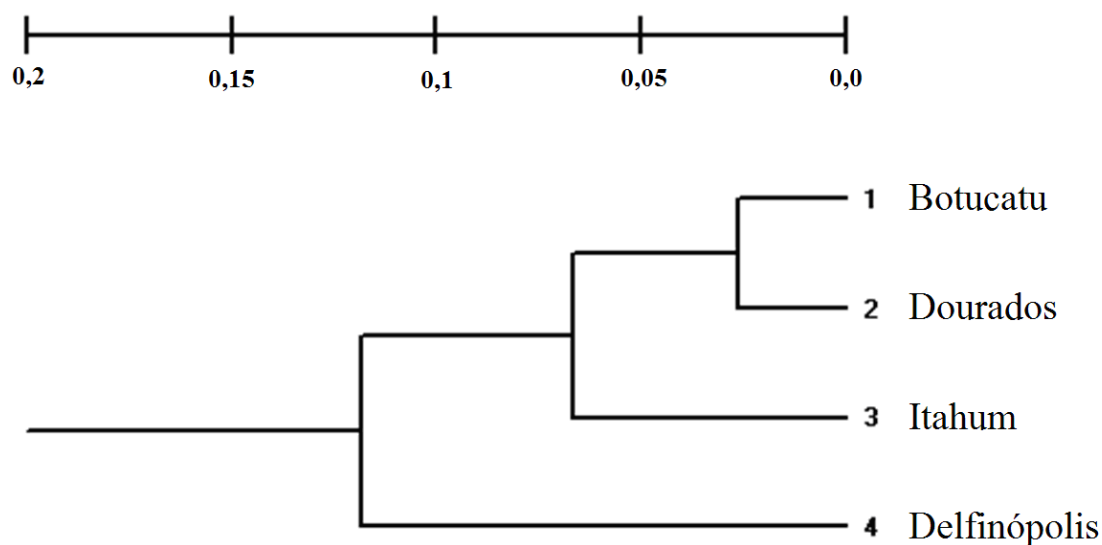 0,2 0,15 0,1 0,05 0,0
1 Botucatu
2 Dourados
3 Itahum
4 Delfinópolis